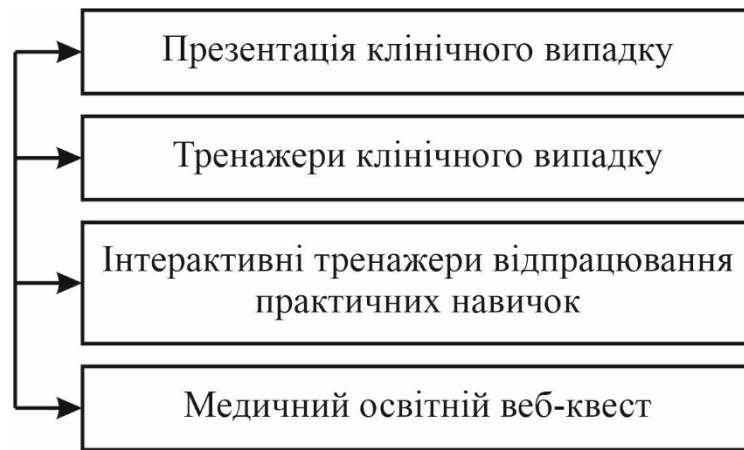 Презентація клінічного випадку
Тренажери клінічного випадку
Інтерактивні тренажери відпрацювання
практичних навичок
Медичний освітній веб-квест